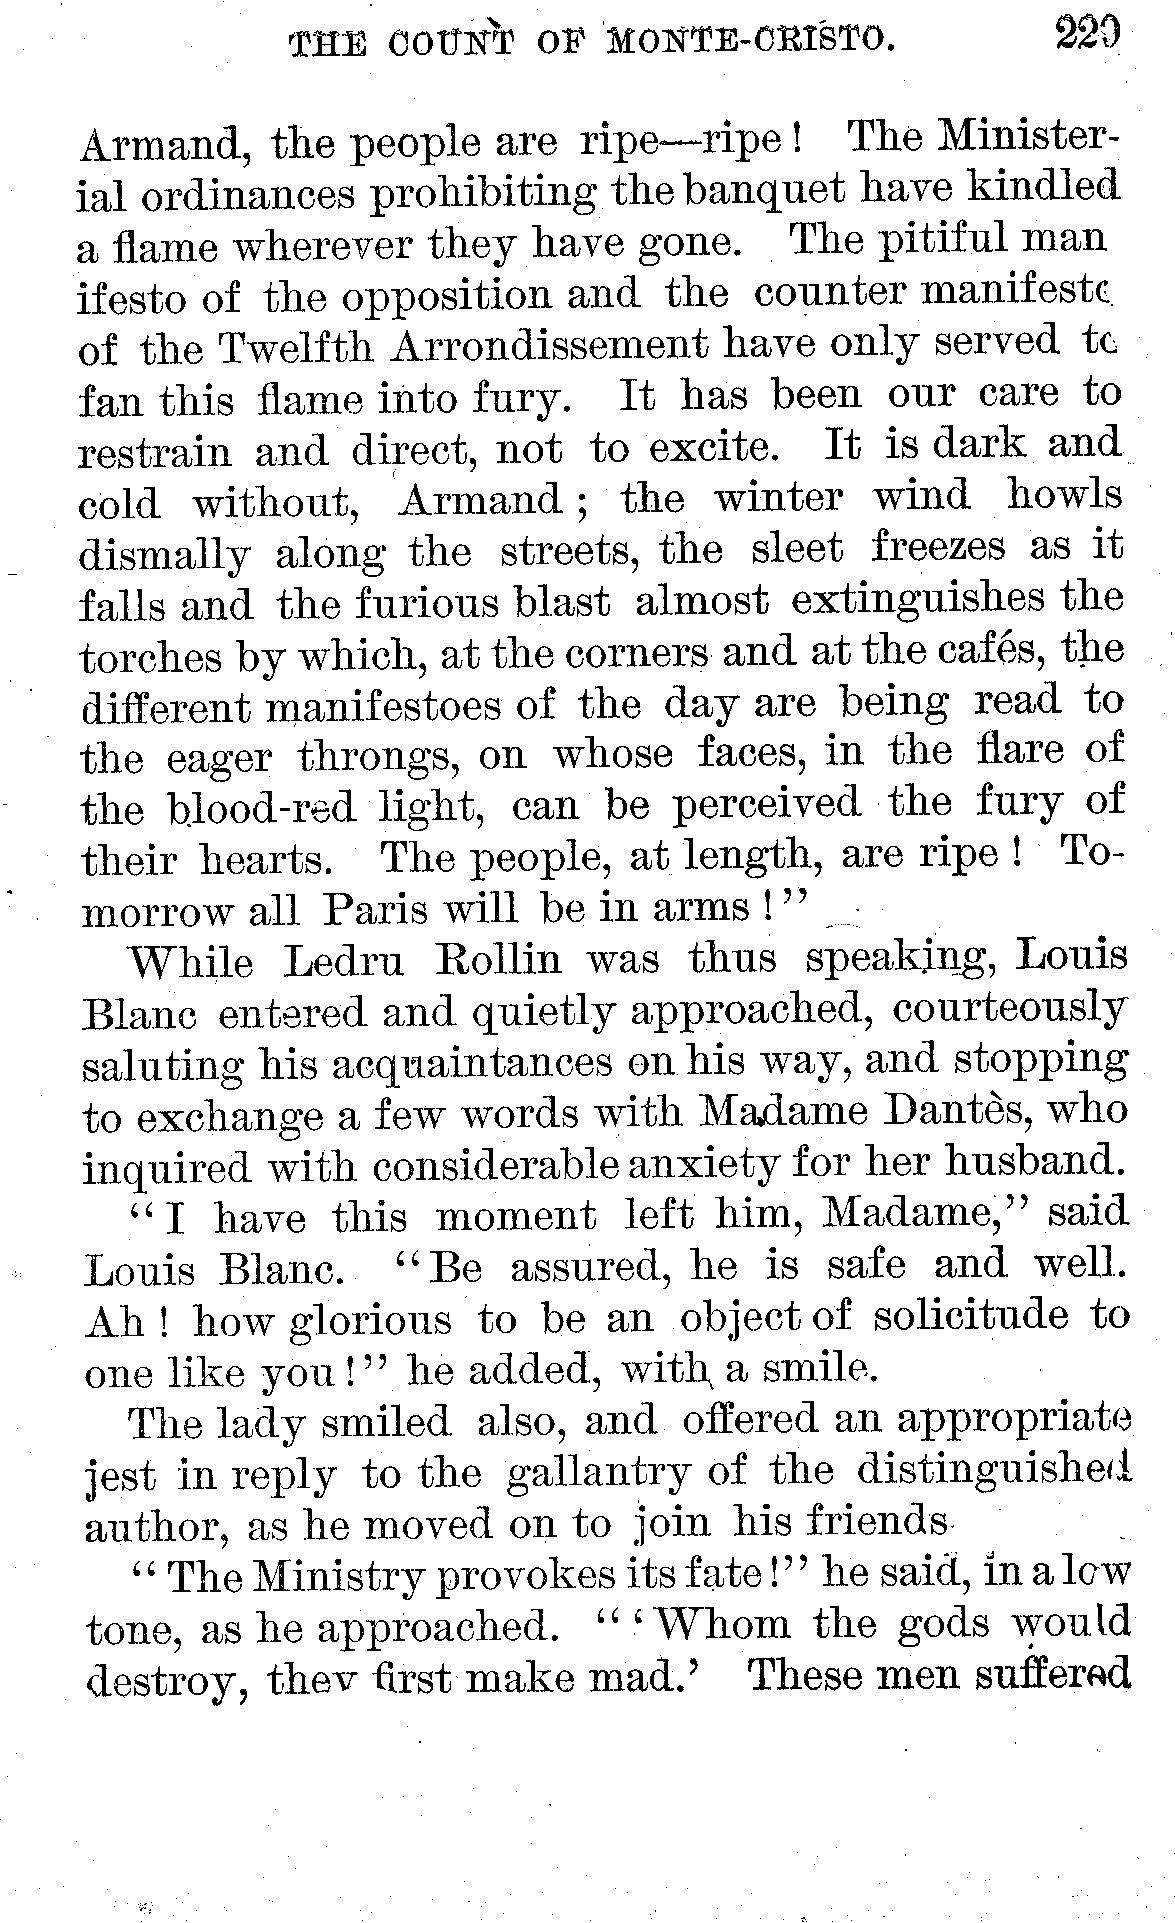 THE COUNT OF MONTE-CRISTO. 229
Armand, the people are ripe—ripe! The Minister-
ial ordinances prohibiting the banquet have kindled
a flame wherever they have gone. The pitiful man
ifesto of the opposition and the counter manifesto
of the Twelfth Arrondissement have only served to
fan this flame into fury. It has been our care to
restrain and direct, not to excite. It is dark and
cold without, Armand; the winter wind howls
dismally along the streets, the sleet freezes as it
falls and the furious blast almost extinguishes the
torches by which, at the corners and at the cafés, the
different manifestoes of the day are being read to
the eager throngs, on whose faces, in the flare of
the blood-red light, can be perceived the fury of
their hearts. The people, at length, are ripe! To-
morrow all Paris will be in arms!"
While Ledru Rollin was thus speaking, Louis
Blanc entered and quietly approached, courteously
saluting his acquaintances on his way, and stopping
to exchange a few words with Madame Dantès, who
inquired with considerable anxiety for her husband.
"I have this moment left him, Madame," said
Louis Blanc. "Be assured, he is safe and well.
Ah! how glorious to be an object of solicitude to
one like you!" he added, with a smile.
The lady smiled also, and offered an appropriate
jest in reply to the gallantry of the distinguished
author, as he moved on to join his friends.
"The Ministry provokes its fate!" he said, in a low
tone, as he approached. "'Whom the gods would
destroy, they first make mad.' These men suffered